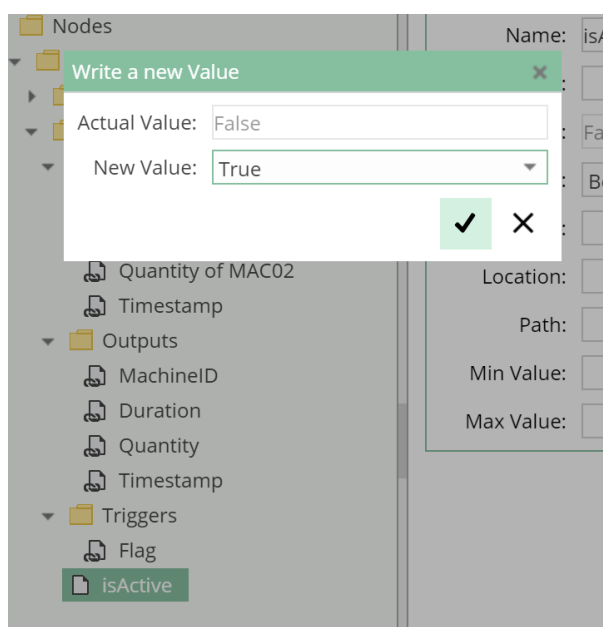 Nodes
Name: isA
Write a new Value
:
Actual Value: False
: Fa
New Value: True
: B
:
Quantity of MAC02
Location:
Timestamp
Path:
Outputs
MachineID
Min Value:
Duration
Max Value:
Quantity
Timestamp
Triggers
Flag
isActive